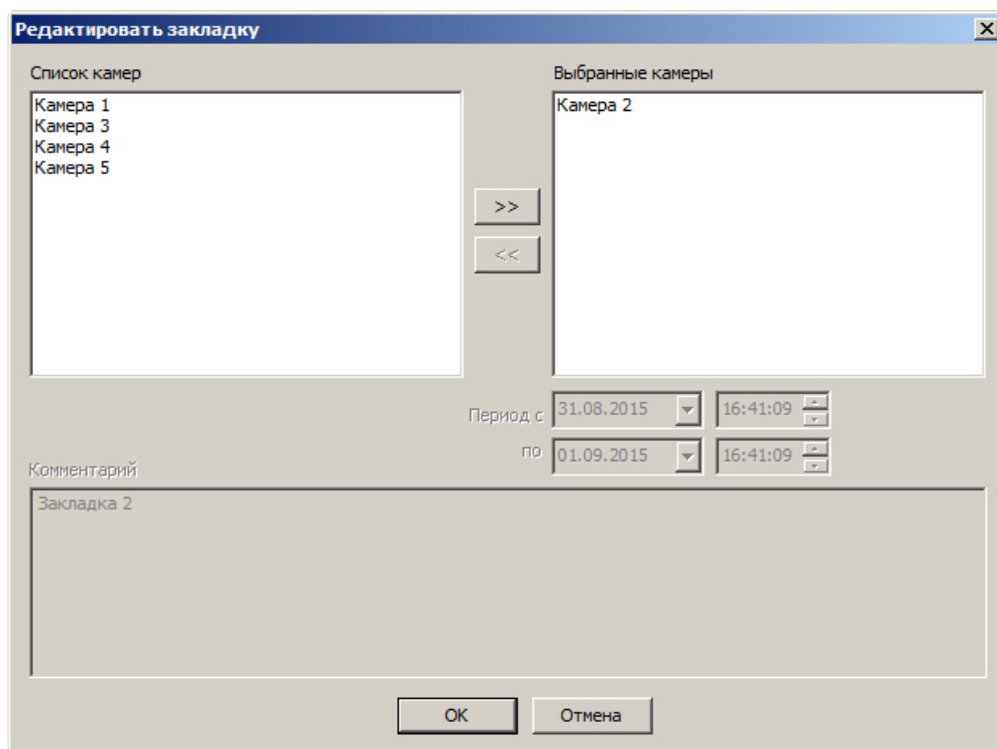 Редактировать закладку
Список камер
Выбранные камеры
Камера 1
Камера 3
Камера 4
Камера 5
Камера 2
>>
<<
Период с 31.08.2015 16:41:09
по 01.09.2015 16:41:09
Комментарий
Закладка 2
OK Отмена